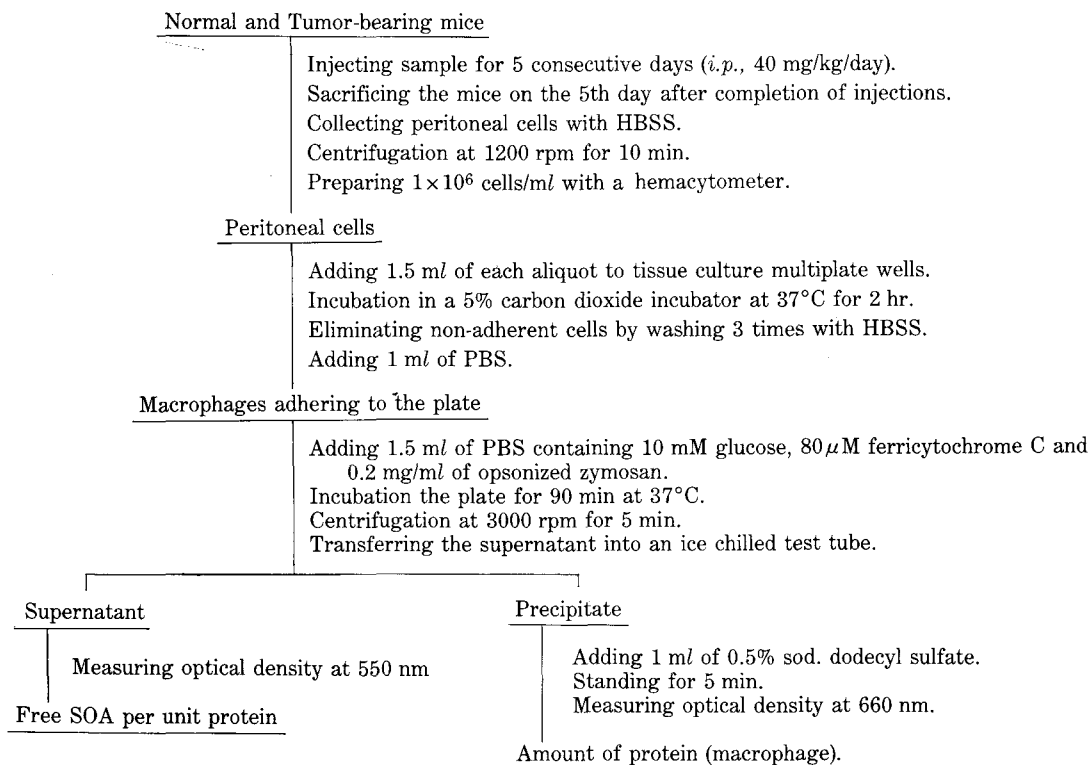 Normal and Tumor-bearing mice
Injecting sample for 5 consecutive days (i.p., 40 mg/kg/day).
Sacrificing the mice on the 5th day after completion of injections.
Collecting peritoneal cells with HBSS.
Centrifugation at 1200 rpm for 10 min.
Preparing 1×10⁶ cells/ml with a hemacytometer.
Peritoneal cells
Adding 1.5 ml of each aliquot to tissue culture multiplate wells.
Incubation in a 5% carbon dioxide incubator at 37°C for 2 hr.
Eliminating non-adherent cells by washing 3 times with HBSS.
Adding 1 ml of PBS.
Macrophages adhering to the plate
Adding 1.5 ml of PBS containing 10 mM glucose, 80μM ferricytochrome C and
0.2 mg/ml of opsonized zymosan.
Incubation the plate for 90 min at 37°C.
Centrifugation at 3000 rpm for 5 min.
Transferring the supernatant into an ice chilled test tube.
Supernatant
Measuring optical density at 550 nm
Free SOA per unit protein
Precipitate
Adding 1 ml of 0.5% sod. dodecyl sulfate.
Standing for 5 min.
Measuring optical density at 660 nm.
Amount of protein (macrophage).